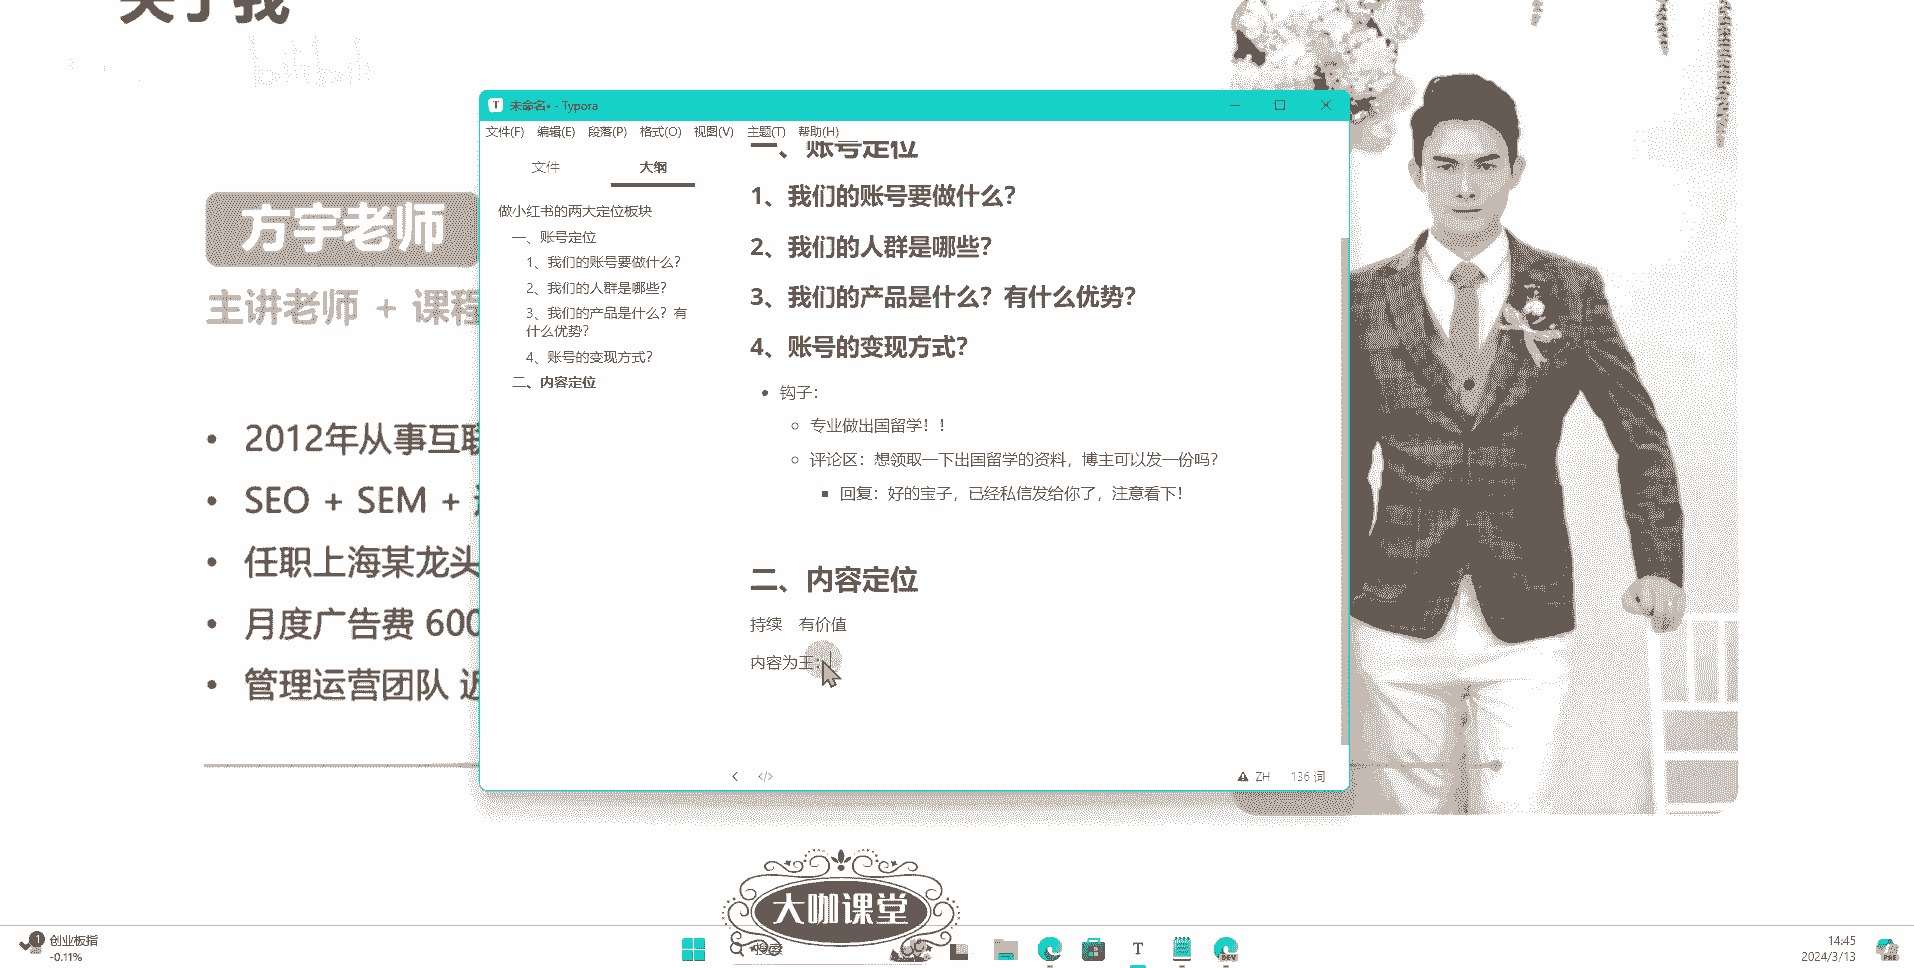 关于我
bilibili
未命名• - Typora
文件(F) 编辑(E) 段落(P) 格式(O) 视图(V) 主题(T) 帮助(H)
文件 大纲
做小红书的两大定位板块
一、账号定位
1、我们的账号要做什么？
2、我们的人群是哪些？
3、我们的产品是什么？有
什么优势？
4、账号的变现方式？
二、内容定位
一、账号定位
1、我们的账号要做什么？
2、我们的人群是哪些？
3、我们的产品是什么？有什么优势？
4、账号的变现方式？
钩子：
专业做出国留学！！
评论区：想领取一下出国留学的资料，博主可以发一份吗？
回复：好的宝子，已经私信发给你了，注意看下！
二、内容定位
持续 有价值
内容为王：
ZH 136 词
方宇老师
主讲老师 + 课程
2012年从事互联
SEO + SEM +
任职上海某龙头
月度广告费 600
管理运营团队 近
大咖课堂
1 创业板指
-0.11%
搜索
T
DEV
14:45
2024/3/13
PRE